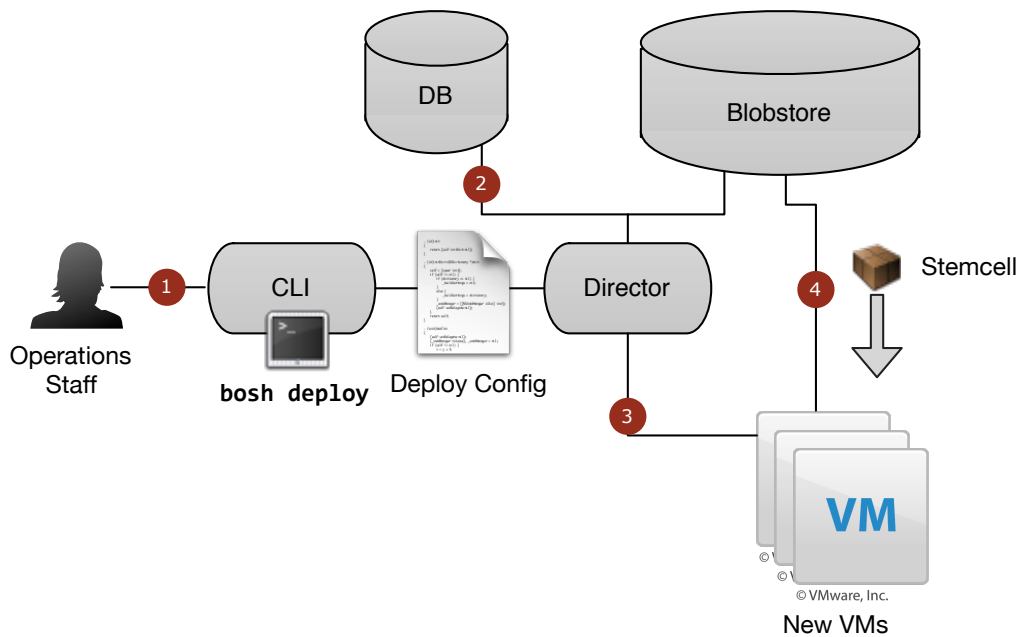 DB
Blobstore
2
1
CLI
Director
4
Stemcell
Operations
Staff
bosh deploy
Deploy Config
3
VM
© V
© V
© VMware, Inc.
New VMs